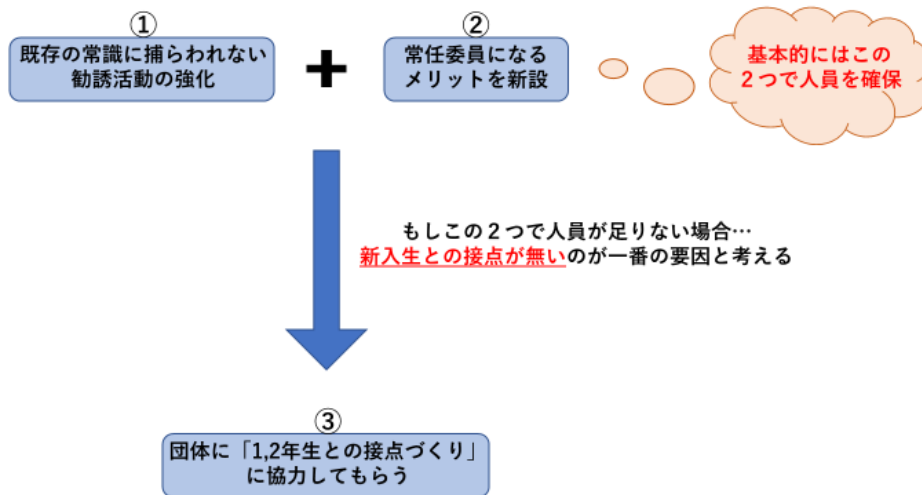 ①
既存の常識に捕らわれない
勧誘活動の強化
+
②
常任委員になる
メリットを新設
基本的にはこの
２つで人員を確保
もしこの２つで人員が足りない場合…
新入生との接点が無いのが一番の要因と考える
③
団体に「1,2年生との接点づくり」
に協力してもらう